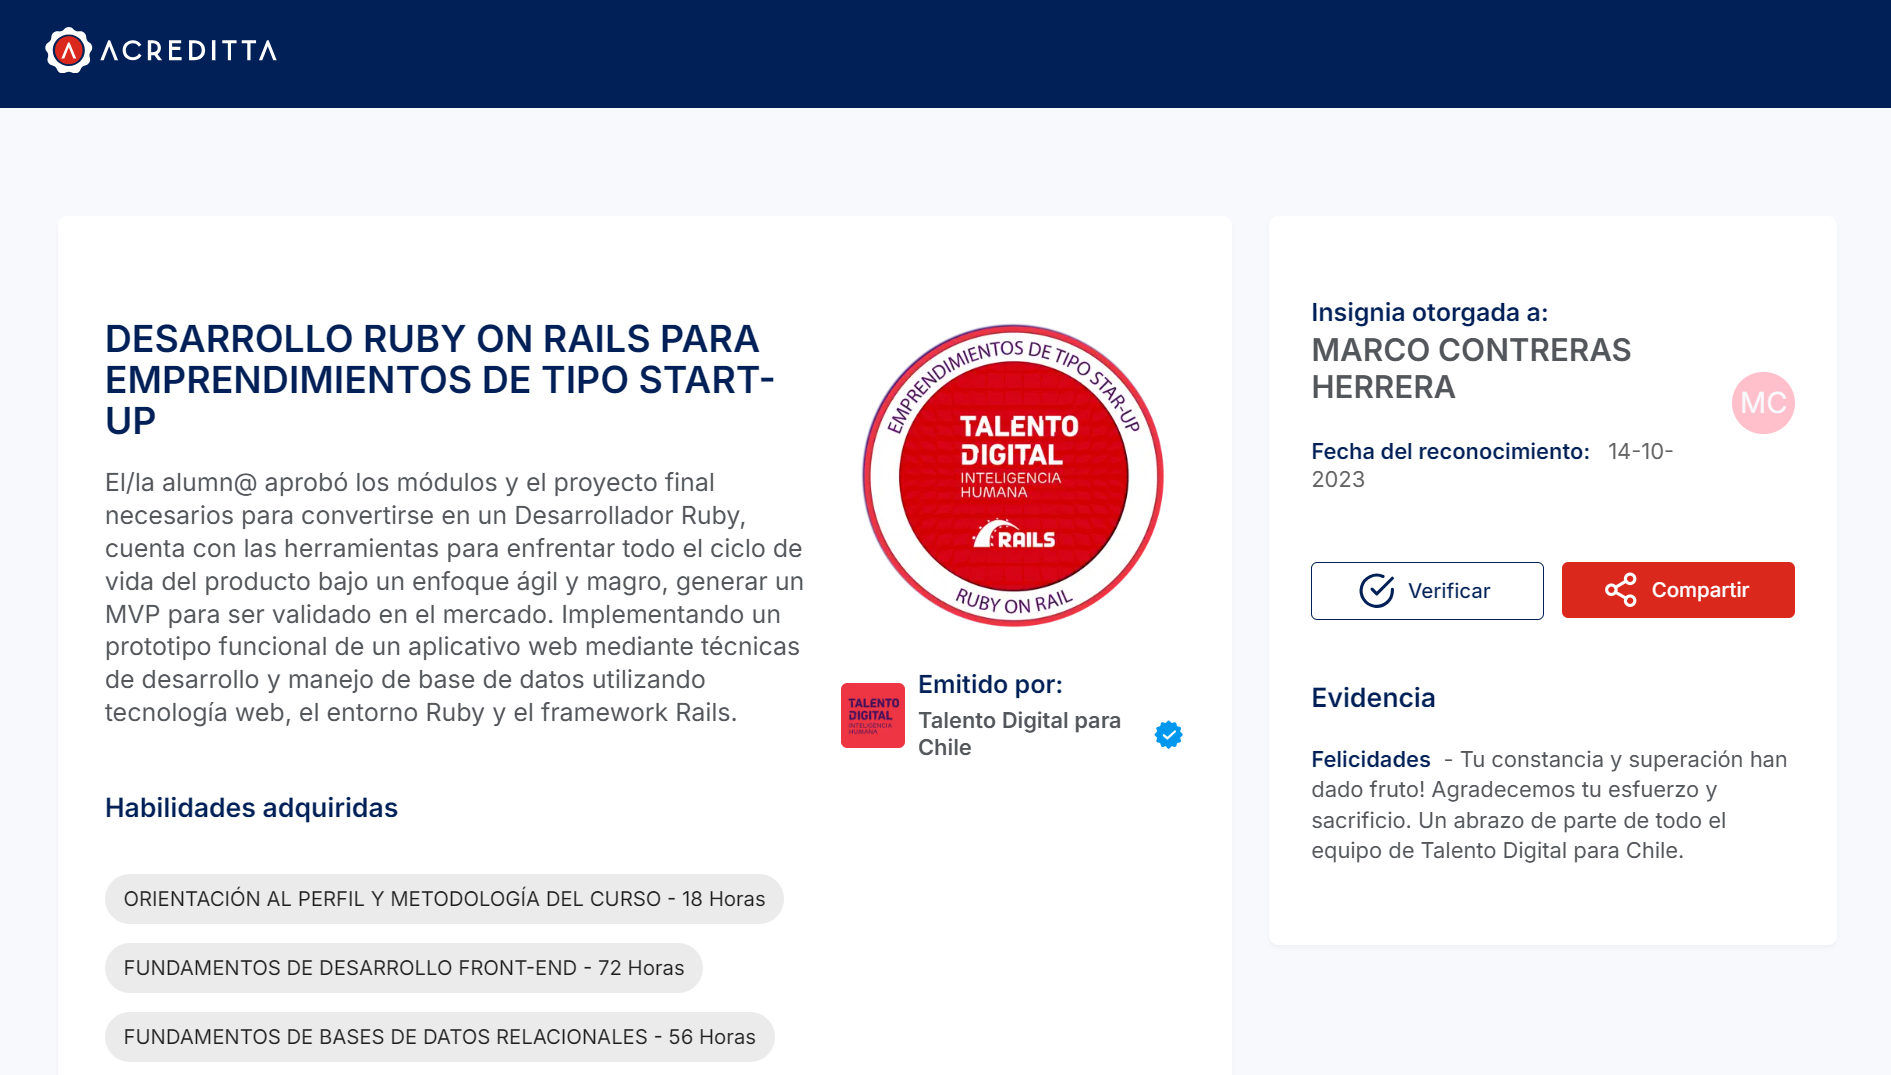 ACREDITTA
DESARROLLO RUBY ON RAILS PARA
EMPRENDIMIENTOS DE TIPO START-
UP
El/la alumn@ aprobó los módulos y el proyecto final
necesarios para convertirse en un Desarrollador Ruby,
cuenta con las herramientas para enfrentar todo el ciclo de
vida del producto bajo un enfoque ágil y magro, generar un
MVP para ser validado en el mercado. Implementando un
prototipo funcional de un aplicativo web mediante técnicas
de desarrollo y manejo de base de datos utilizando
tecnología web, el entorno Ruby y el framework Rails.
Habilidades adquiridas
ORIENTACIÓN AL PERFIL Y METODOLOGÍA DEL CURSO - 18 Horas
FUNDAMENTOS DE DESARROLLO FRONT-END - 72 Horas
FUNDAMENTOS DE BASES DE DATOS RELACIONALES - 56 Horas
EMPRENDIMIENTOS DE TIPO STAR-UP
TALENTO
DIGITAL
INTELIGENCIA
HUMANA
RAILS
RUBY ON RAIL
TALENTO
DIGITAL
INTELIGENCIA
HUMANA
Emitido por:
Talento Digital para
Chile
Insignia otorgada a:
MARCO CONTRERAS
HERRERA
MC
Fecha del reconocimiento: 14-10-
2023
Verificar
Compartir
Evidencia
Felicidades - Tu constancia y superación han
dado fruto! Agradecemos tu esfuerzo y
sacrificio. Un abrazo de parte de todo el
equipo de Talento Digital para Chile.